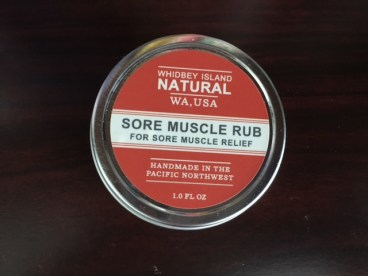 WHIDBEY ISLAND
NATURAL
WA, USA
SORE MUSCLE RUB
FOR SORE MUSCLE RELIEF
HANDMADE IN THE
PACIFIC NORTHWEST
1.0 FL OZ